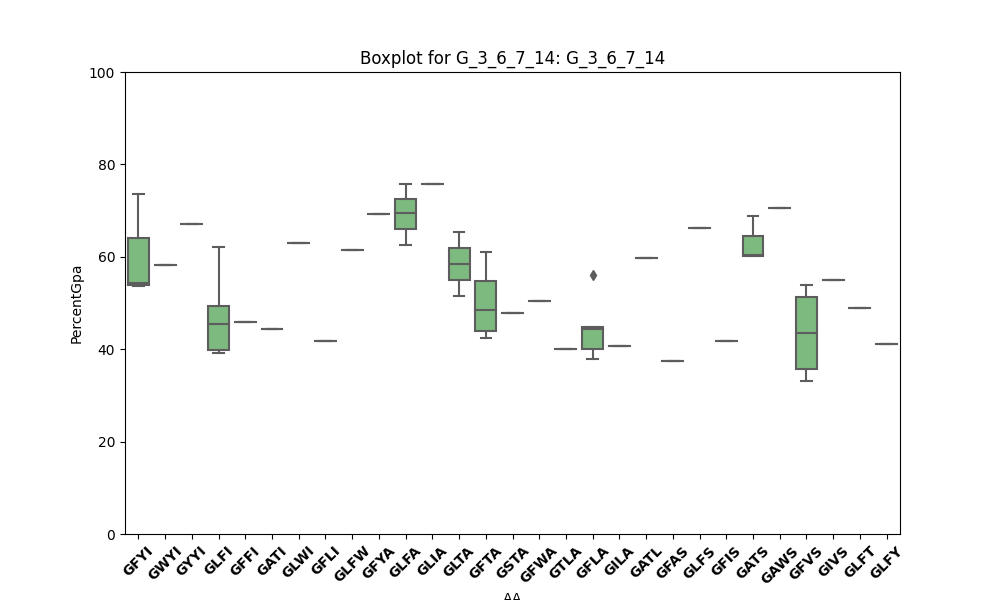 Boxplot for G_3_6_7_14: G_3_6_7_14
100
80
60
40
20
0
PercentGpa
GFYI
GWYI
GYYI
GLFI
GFFI
GATI
GLWI
GFLI
GLFW
GFYA
GLFA
GLIA
GLTA
GFTA
GSTA
GFWA
GTLA
GFLA
GILA
GATL
GFAS
GLFS
GFIS
GATS
GAWS
GFVS
GIVS
GLFT
GLFY
AA